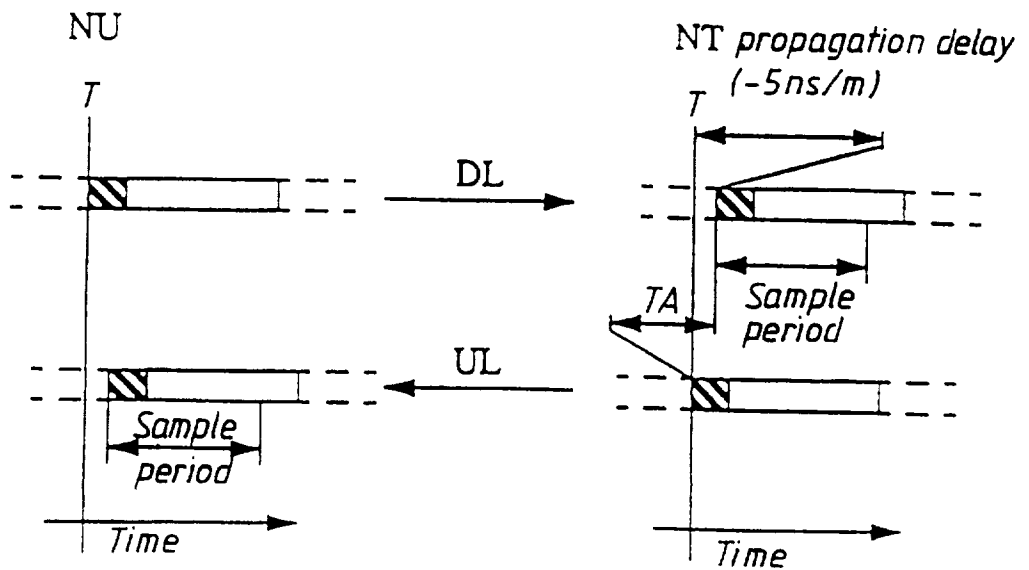 NU
NT propagation delay
(-5ns/m)
T
T
DL
TA
Sample
period
UL
Sample
period
Time
Time